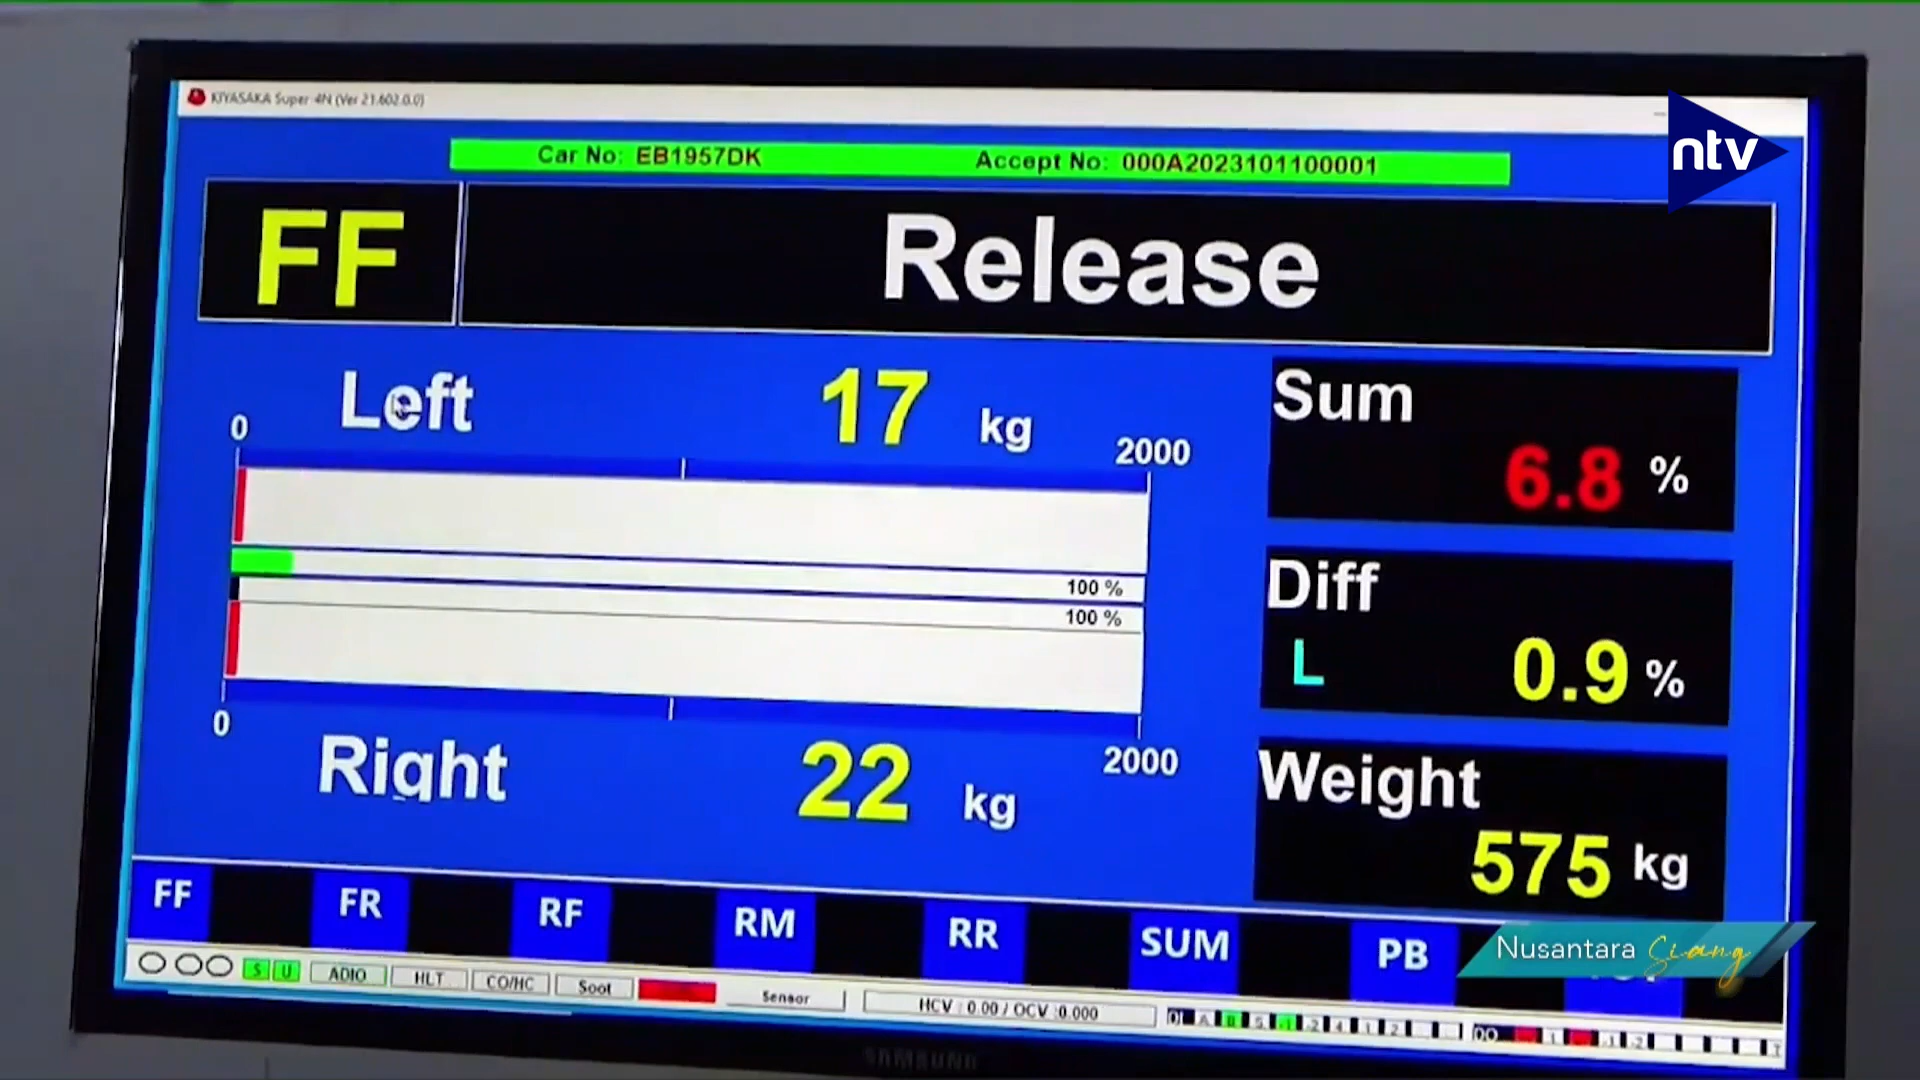 KIYASAKA Super-4N (Ver 21.602.0.0)
ntv
Car No: EB1957DK Accept No: 000A2023101100001
FF Release
Left 17 kg
0 2000
Sum
6.8 %
100 %
100 %
Diff
L 0.9 %
0 2000
Right 22 kg
Weight
575 kg
FF FR RF RM RR SUM PB
Nusantara Siang
S U ADIO HLT CO/HC Soot Sensor HCV : 0.00 / OCV :0.000
SAMSUNG